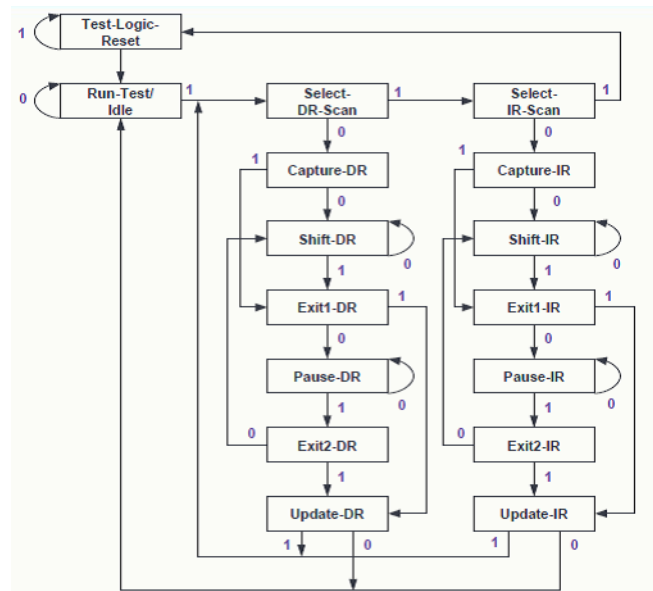 Test-Logic-
Reset
1
Run-Test/
Idle
0
1
Select-
DR-Scan
1
Select-
IR-Scan
1
0
0
1
Capture-DR
1
Capture-IR
0
0
Shift-DR
Shift-IR
0
0
1
1
Exit1-DR
1
Exit1-IR
1
0
0
Pause-DR
Pause-IR
0
0
1
1
0
Exit2-DR
0
Exit2-IR
1
1
Update-DR
Update-IR
1
0
1
0